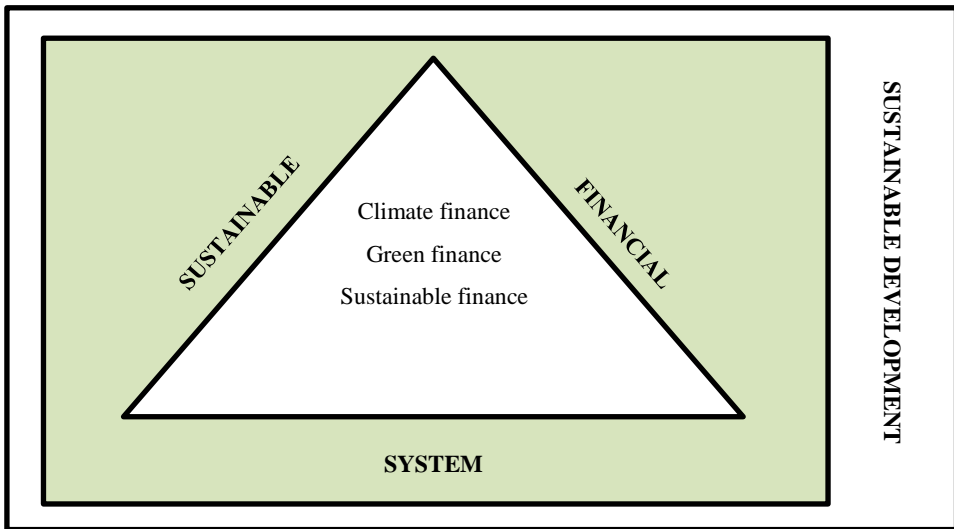 SUSTAINABLE
FINANCIAL
Climate finance
Green finance
Sustainable finance
SYSTEM
SUSTAINABLE DEVELOPMENT